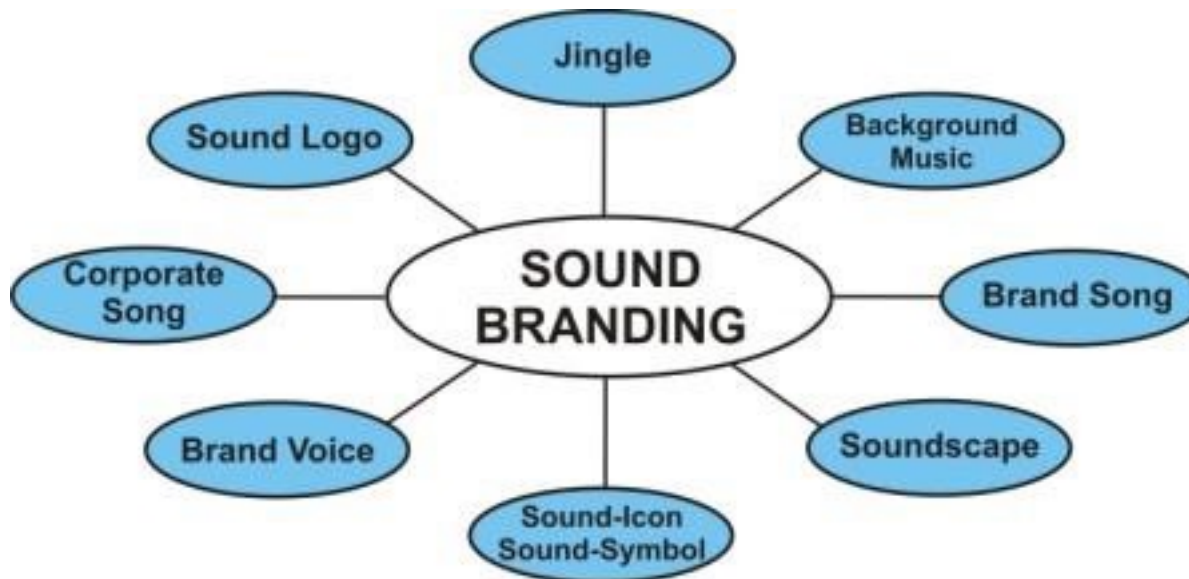 Jingle
Sound Logo
Background
Music
Corporate
Song
SOUND
BRANDING
Brand Song
Brand Voice
Soundscape
Sound-Icon
Sound-Symbol